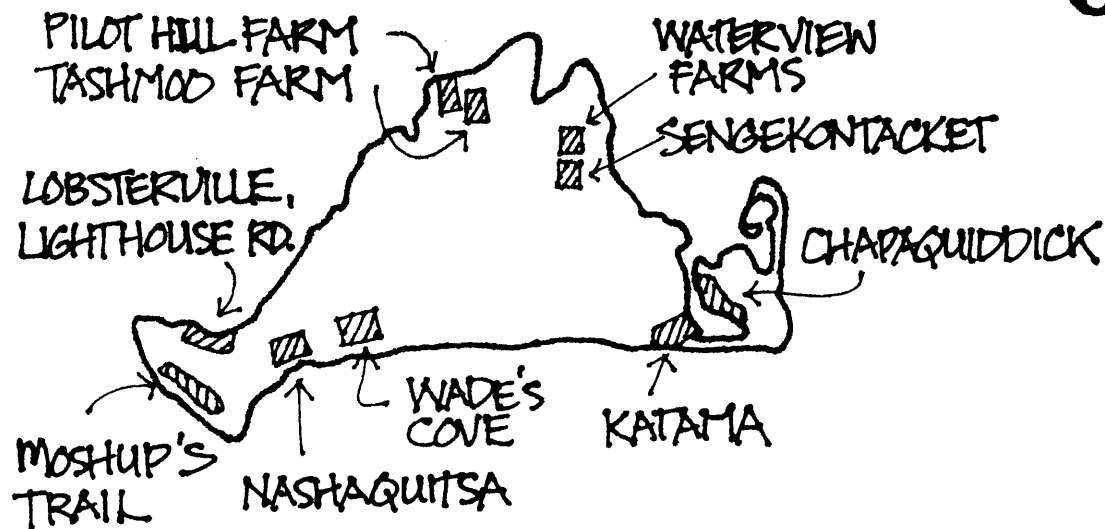 PILOT HILL FARM
TASHMOO FARM
WATERVIEW
FARMS
SENGEKONTACKET
LOBSTERVILLE,
LIGHTHOUSE RD.
CHAPAQUIDDICK
WADE'S
COVE
KATAMA
MOSHUP'S
TRAIL
NASHAQUITSA